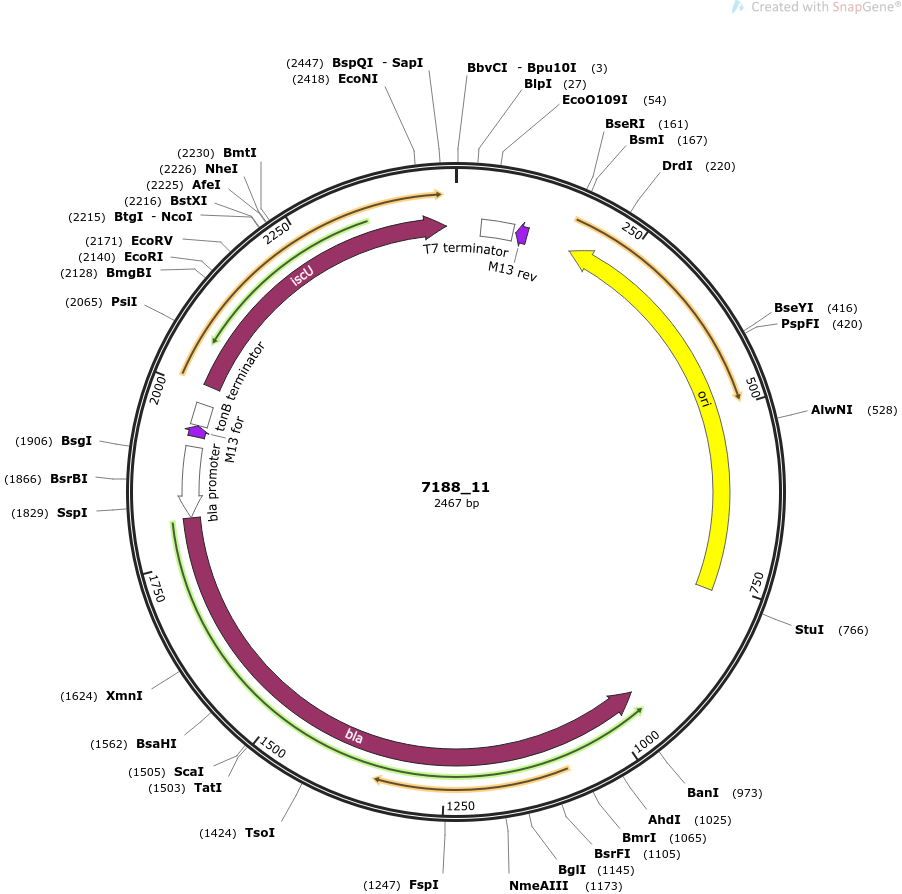 Created with SnapGene®
(2447) BspQI - SapI
(2418) EcoNI
BbvCI - Bpu10I (3)
BlpI (27)
EcoO109I (54)
BseRI (161)
BsmI (167)
DrdI (220)
(2230) BmtI
(2226) NheI
(2225) AfeI
(2216) BstXI
(2215) BtgI - NcoI
(2171) EcoRV
(2140) EcoRI
(2128) BmgBI
(2065) PsiI
2250
250
T7 terminator
M13 rev
iscU
BseYI (416)
PspFI (420)
2000
tonB terminator
M13 for
500
ori
AlwNI (528)
(1906) BsgI
(1866) BsrBI
(1829) SspI
bla promoter
7188_11
2467 bp
1750
750
StuI (766)
(1624) XmnI
(1562) BsaHI
(1505) ScaI
(1503) TatI
(1424) TsoI
1500
bla
1000
1250
BanI (973)
AhdI (1025)
BmrI (1065)
BsrFI (1105)
BglI (1145)
NmeAIII (1173)
(1247) FspI